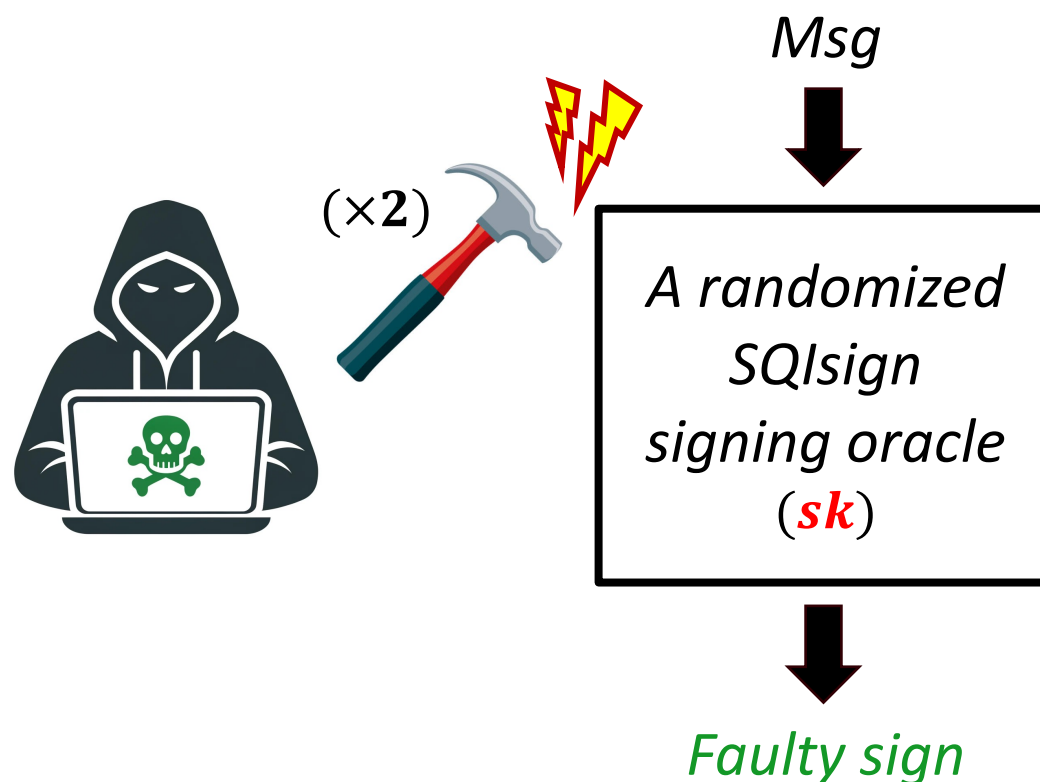 Msg
(×2)
A randomized
SQIsign
signing oracle
(sk)
Faulty sign